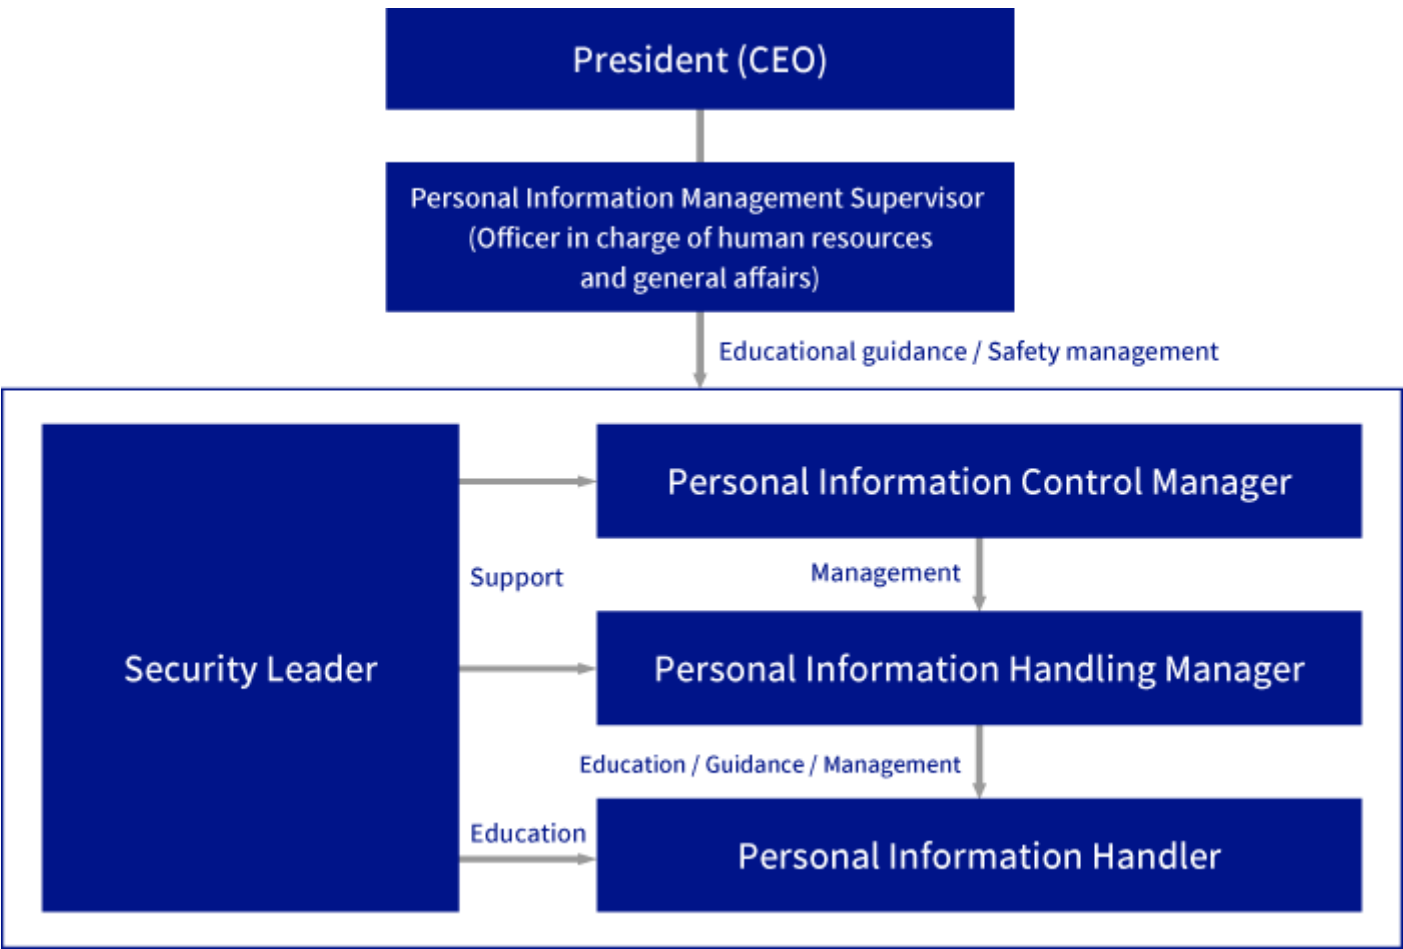 President (CEO)
Personal Information Management Supervisor
(Officer in charge of human resources
and general affairs)
Educational guidance / Safety management
Personal Information Control Manager
Support
Management
Security Leader
Personal Information Handling Manager
Education / Guidance / Management
Education
Personal Information Handler